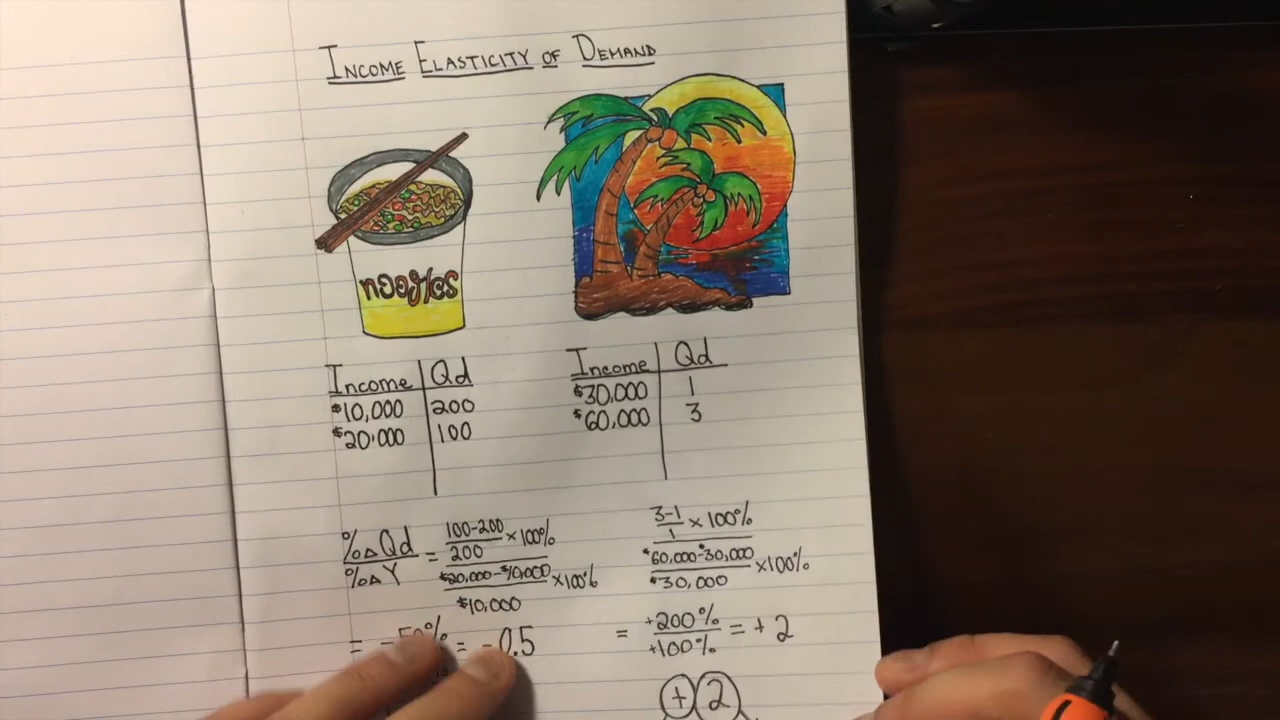 INCOME ELASTICITY OF DEMAND
noodles
Income Qd
$10,000 200
$20,000 100
Income Qd
$30,000 1
$60,000 3
%ΔQd / %ΔY = 100-200 / 200 × 100% / $20,000-$10,000 / $10,000 × 100%
= -50% = -0.5
3-1 / 1 × 100% / $60,000-$30,000 / $30,000 × 100%
= +200% / +100% = +2
+ 2